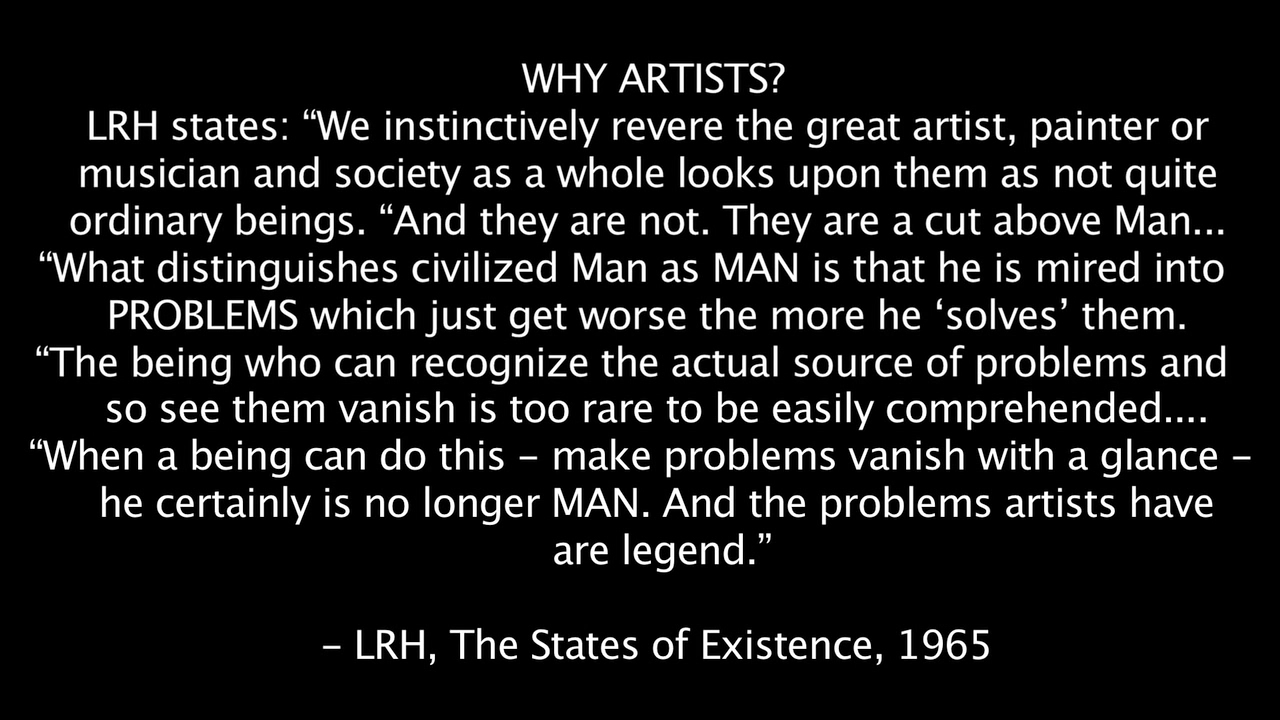 WHY ARTISTS?
LRH states: “We instinctively revere the great artist, painter or
musician and society as a whole looks upon them as not quite
ordinary beings. “And they are not. They are a cut above Man...
“What distinguishes civilized Man as MAN is that he is mired into
PROBLEMS which just get worse the more he ‘solves’ them.
“The being who can recognize the actual source of problems and
so see them vanish is too rare to be easily comprehended....
“When a being can do this – make problems vanish with a glance –
he certainly is no longer MAN. And the problems artists have
are legend.”
– LRH, The States of Existence, 1965